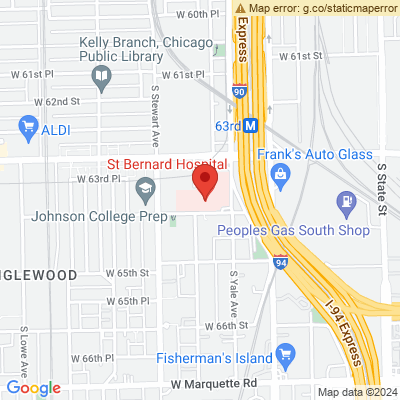 Map error: g.co/staticmaperror
W 60th Pl
Kelly Branch, Chicago
Public Library
W 61st Pl
W 61st Pl
W 61st Pl
W 62nd St
S Stewart Ave
Express
90
ALDI
63rd M
St Bernard Hospital
W 63rd Pl
Frank's Auto Glass
S State St
Johnson College Prep
Peoples Gas South Shop
NGLEWOOD
W 65th St
94
S Yale Ave
I-94 Express
S Lowe Ave
W 66th St
W 66th Pl
Fisherman's Island
W Marquette Rd
Google
Map data ©2024